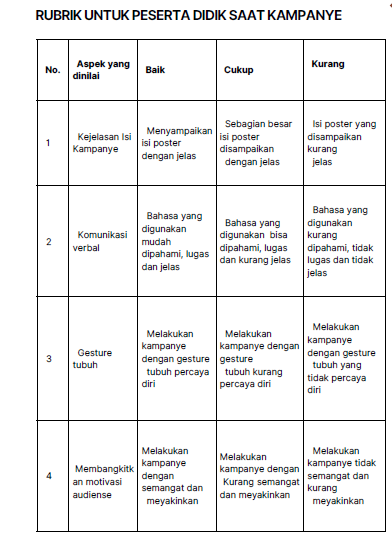 RUBRIK UNTUK PESERTA DIDIK SAAT KAMPANYE
No.
Aspek yang
dinilai
Baik
Cukup
Kurang
1
Kejelasan Isi
Kampanye
Menyampaikan
isi poster
dengan jelas
Sebagian besar
isi poster
disampaikan
dengan jelas
Isi poster yang
disampaikan
kurang
jelas
2
Komunikasi
verbal
Bahasa yang
digunakan
mudah
dipahami, lugas
dan jelas
Bahasa yang
digunakan bisa
dipahami, lugas
dan kurang jelas
Bahasa yang
digunakan
kurang
dipahami, tidak
lugas dan tidak
jelas
3
Gesture
tubuh
Melakukan
kampanye
dengan gesture
tubuh percaya
diri
Melakukan
kampanye dengan
gesture
tubuh kurang
percaya diri
Melakukan
kampanye
dengan gesture
tubuh yang
tidak percaya
diri
4
Membangkitk
an motivasi
audiense
Melakukan
kampanye
dengan
semangat dan
meyakinkan
Melakukan
kampanye dengan
Kurang semangat
dan meyakinkan
Melakukan
kampanye tidak
semangat dan
kurang
meyakinkan